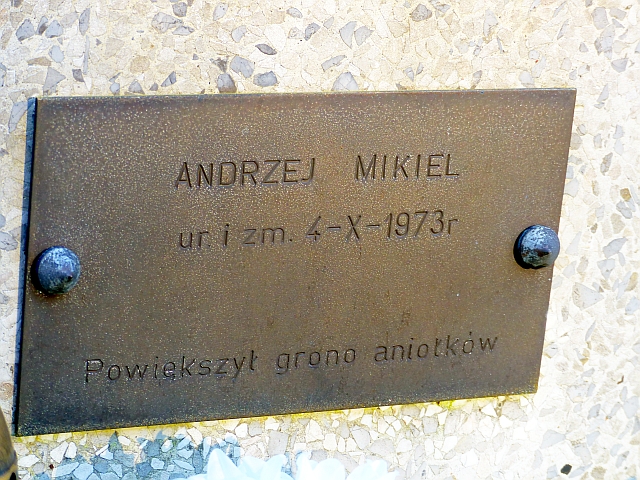 ANDRZEJ MIKIEL
ur. i zm. 4-X-1973r
Powiększył grono aniołków